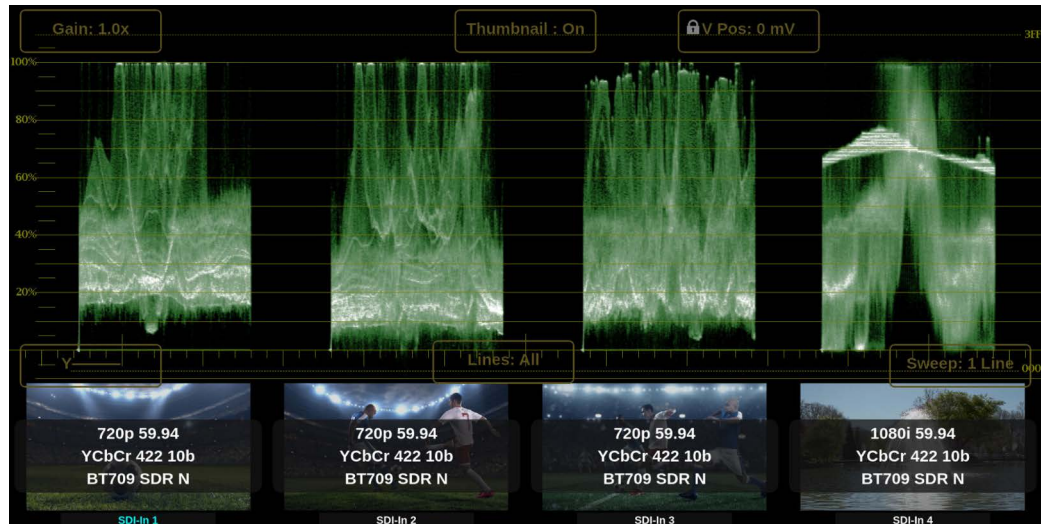 Gain: 1.0x
Thumbnail : On
V Pos: 0 mV
3FF
100%
80%
60%
40%
20%
Y
Lines: All
Sweep: 1 Line
000
720p 59.94
YCbCr 422 10b
BT709 SDR N
720p 59.94
YCbCr 422 10b
BT709 SDR N
720p 59.94
YCbCr 422 10b
BT709 SDR N
1080i 59.94
YCbCr 422 10b
BT709 SDR N
SDI-In 1
SDI-In 2
SDI-In 3
SDI-In 4